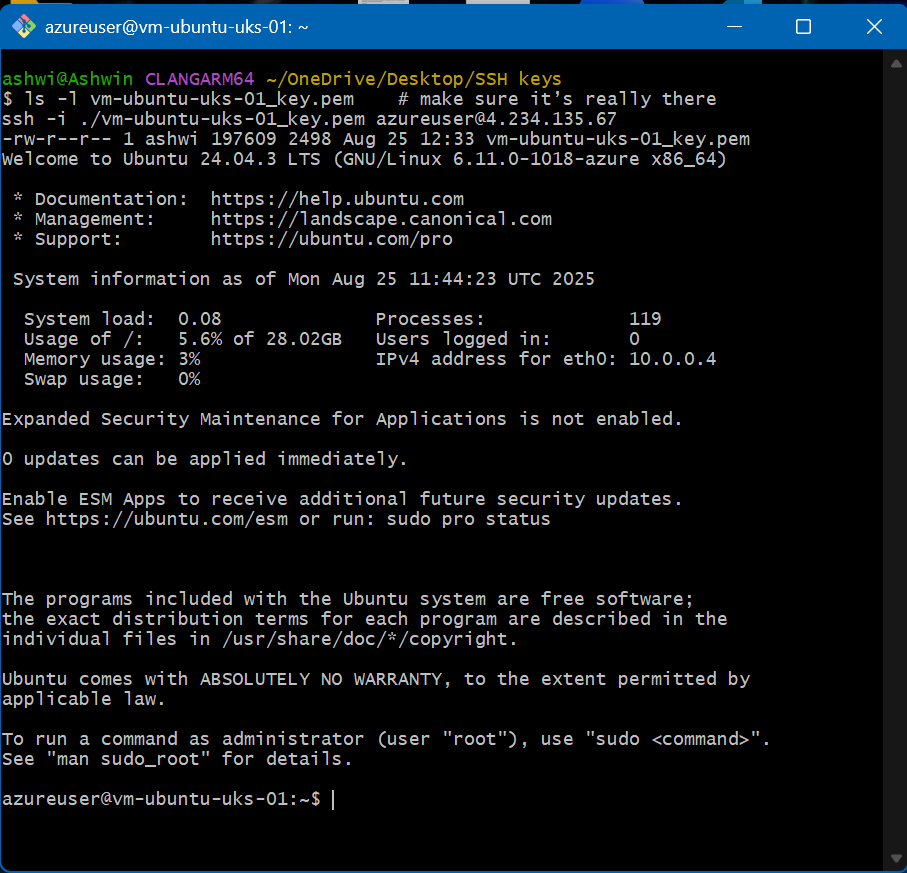 azureuser@vm-ubuntu-uks-01: ~
ashwi@Ashwin CLANGARM64 ~/OneDrive/Desktop/SSH keys
$ ls -l vm-ubuntu-uks-01_key.pem    # make sure it’s really there
ssh -i ./vm-ubuntu-uks-01_key.pem azureuser@4.234.135.67
-rw-r--r-- 1 ashwi 197609 2498 Aug 25 12:33 vm-ubuntu-uks-01_key.pem
Welcome to Ubuntu 24.04.3 LTS (GNU/Linux 6.11.0-1018-azure x86_64)
* Documentation:  https://help.ubuntu.com
* Management:     https://landscape.canonical.com
* Support:        https://ubuntu.com/pro
System information as of Mon Aug 25 11:44:23 UTC 2025
System load:  0.08              Processes:             119
Usage of /:   5.6% of 28.02GB   Users logged in:       0
Memory usage: 3%                IPv4 address for eth0: 10.0.0.4
Swap usage:   0%
Expanded Security Maintenance for Applications is not enabled.
0 updates can be applied immediately.
Enable ESM Apps to receive additional future security updates.
See https://ubuntu.com/esm or run: sudo pro status
The programs included with the Ubuntu system are free software;
the exact distribution terms for each program are described in the
individual files in /usr/share/doc/*/copyright.
Ubuntu comes with ABSOLUTELY NO WARRANTY, to the extent permitted by
applicable law.
To run a command as administrator (user "root"), use "sudo <command>".
See "man sudo_root" for details.
azureuser@vm-ubuntu-uks-01:~$